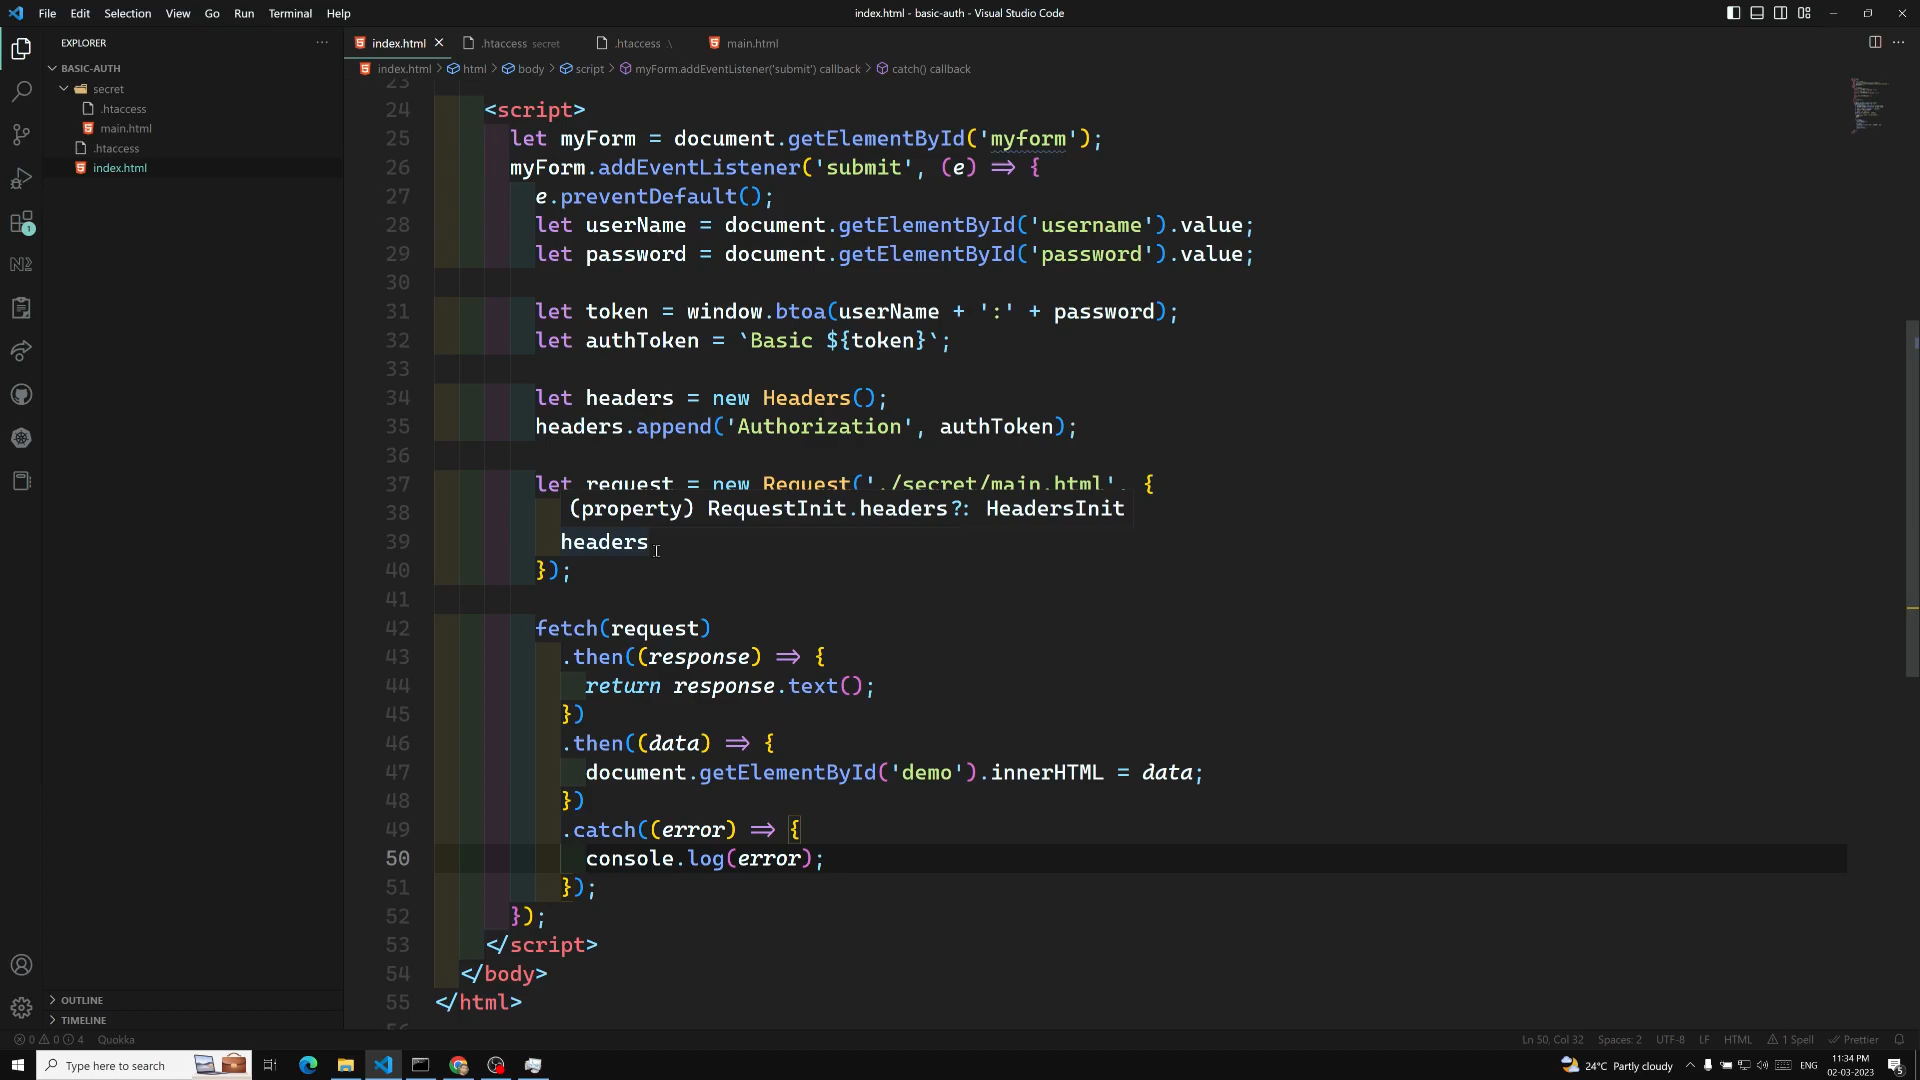 File Edit Selection View Go Run Terminal Help
index.html - basic-auth - Visual Studio Code
EXPLORER
BASIC-AUTH
secret
.htaccess
main.html
.htaccess
index.html
OUTLINE
TIMELINE
index.html .htaccess secret .htaccess .\ main.html
index.html > html > body > script > myForm.addEventListener('submit') callback > catch() callback
23
24 <script>
25 let myForm = document.getElementById('myform');
26 myForm.addEventListener('submit', (e) => {
27 e.preventDefault();
28 let userName = document.getElementById('username').value;
29 let password = document.getElementById('password').value;
30
31 let token = window.btoa(userName + ':' + password);
32 let authToken = `Basic ${token}`;
33
34 let headers = new Headers();
35 headers.append('Authorization', authToken);
36
37 let request = new Request('./secret/main.html', {
38 (property) RequestInit.headers?: HeadersInit
39 headers
40 });
41
42 fetch(request)
43 .then((response) => {
44 return response.text();
45 })
46 .then((data) => {
47 document.getElementById('demo').innerHTML = data;
48 })
49 .catch((error) => {
50 console.log(error);
51 });
52 });
53 </script>
54 </body>
55 </html>
0 0 4 Quokka
Ln 50, Col 32 Spaces: 2 UTF-8 LF HTML 1 Spell Prettier
Type here to search
24°C Partly cloudy ENG 11:34 PM
02-03-2023
5